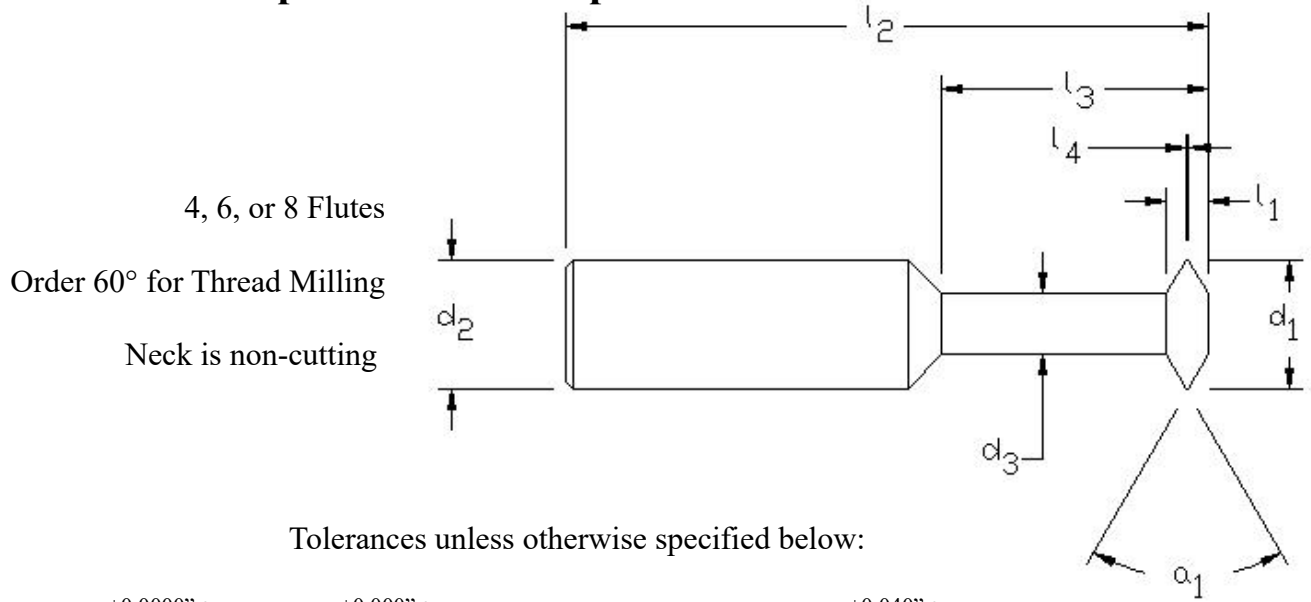 l2
l3
l4
l1
4, 6, or 8 Flutes
Order 60° for Thread Milling
Neck is non-cutting
d2
d1
d3
Tolerances unless otherwise specified below:
a1